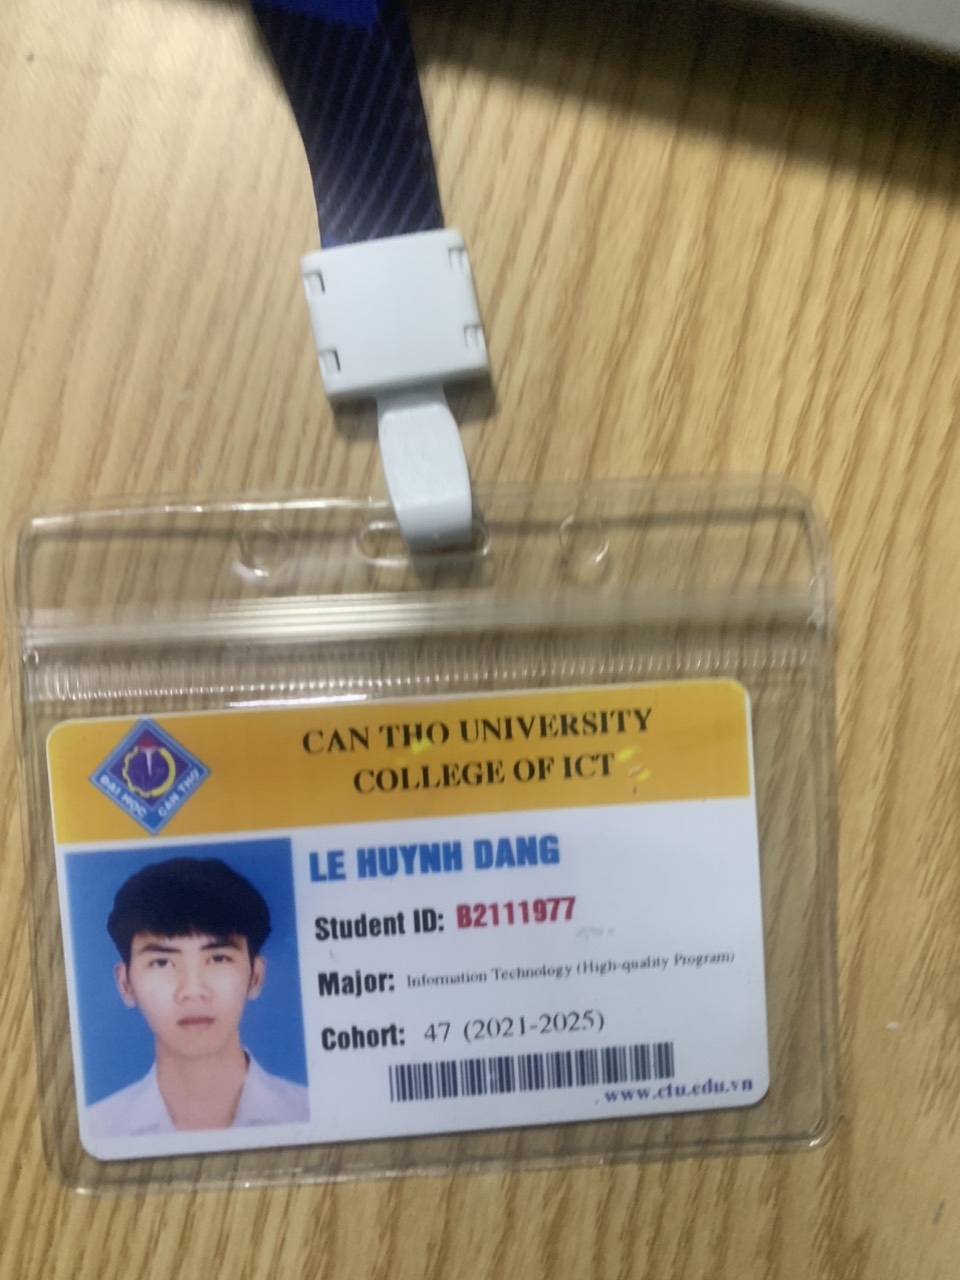 CAN THO UNIVERSITY
COLLEGE OF ICT
ĐẠI HỌC CẦN THƠ
LE HUYNH DANG
Student ID: B2111977
Major: Information Technology (High-quality Program)
Cohort: 47 (2021-2025)
www.ctu.edu.vn